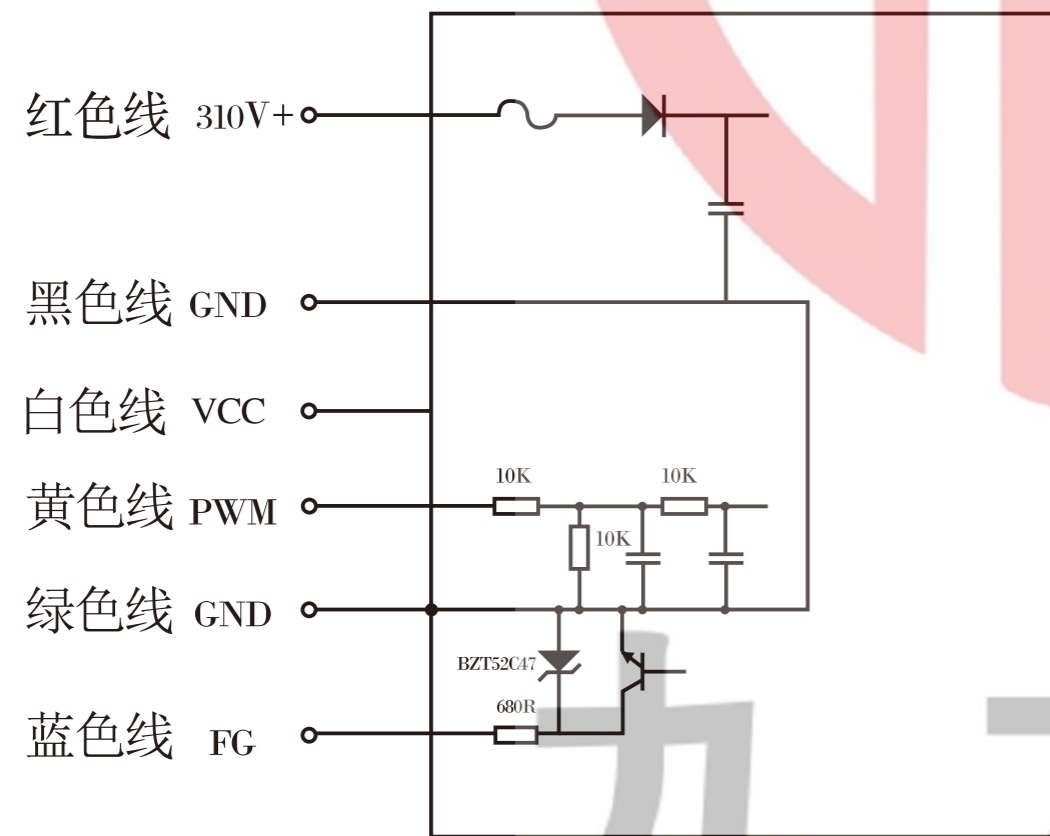 红色线 310V+
黑色线 GND
白色线 VCC
10K 10K
黄色线 PWM
10K
绿色线 GND
BZT52C47
680R
蓝色线 FG